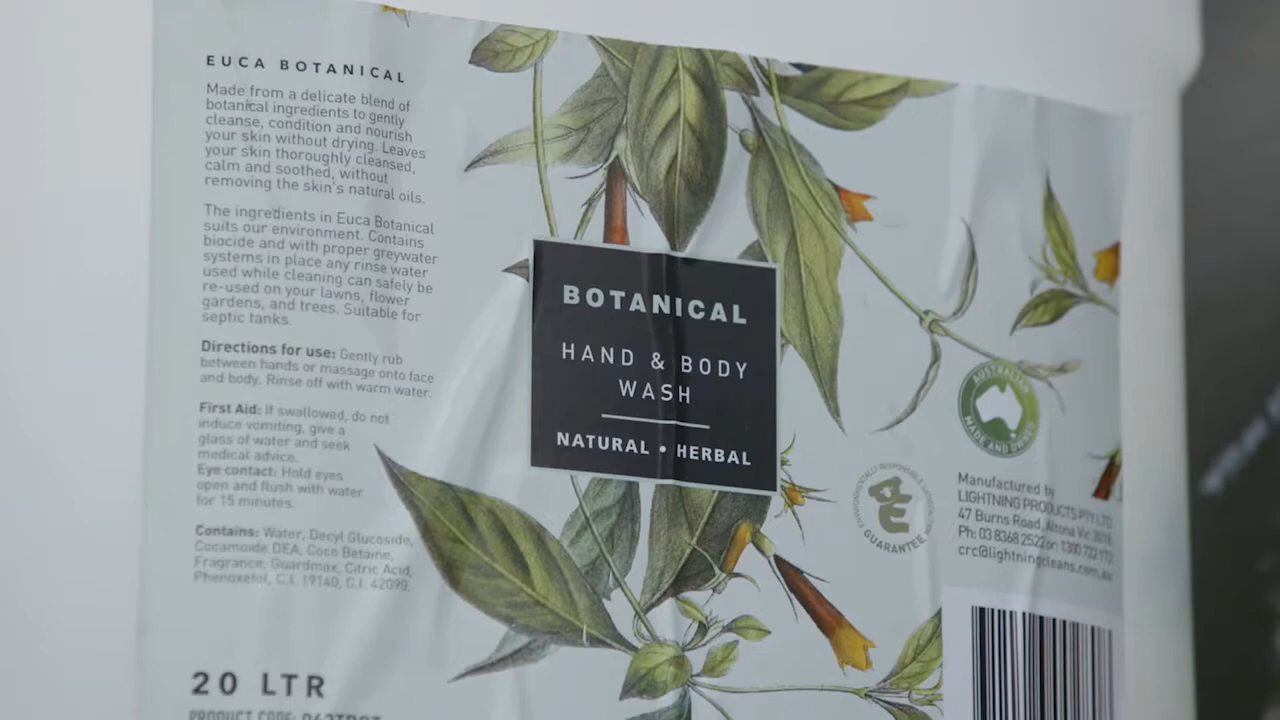 EUCA BOTANICAL
Made from a delicate blend of
botanical ingredients to gently
cleanse, condition and nourish
your skin without drying. Leaves
your skin thoroughly cleansed,
calm and soothed, without
removing the skin's natural oils.
The ingredients in Euca Botanical
suits our environment. Contains
biocide and with proper greywater
systems in place any rinse water
used while cleaning can safely be
re-used on your lawns, flower
gardens, and trees. Suitable for
septic tanks.
Directions for use: Gently rub
between hands or massage onto face
and body. Rinse off with warm water.
First Aid: If swallowed, do not
induce vomiting, give a
glass of water and seek
medical advice.
Eye contact: Hold eyes
open and flush with water
for 15 minutes.
Contains: Water, Decyl Glucoside,
Cocamide DEA, Coco Betaine,
Fragrance, Guardmax, Citric Acid,
Phenoxetol, C.I. 19140, C.I. 42090.
20 LTR
PRODUCT CODE:
BOTANICAL
HAND & BODY
WASH
NATURAL • HERBAL
ENVIRONMENTALLY RESPONSIBLE
GUARANTEE
AUSTRALIAN
MADE AND OWNED
Manufactured by
LIGHTNING PRODUCTS PTY LTD
47 Burns Road, Altona Vic 3018.
Ph: 03 8368 2522 or: 1300 722 172
crc@lightningcleans.com.au